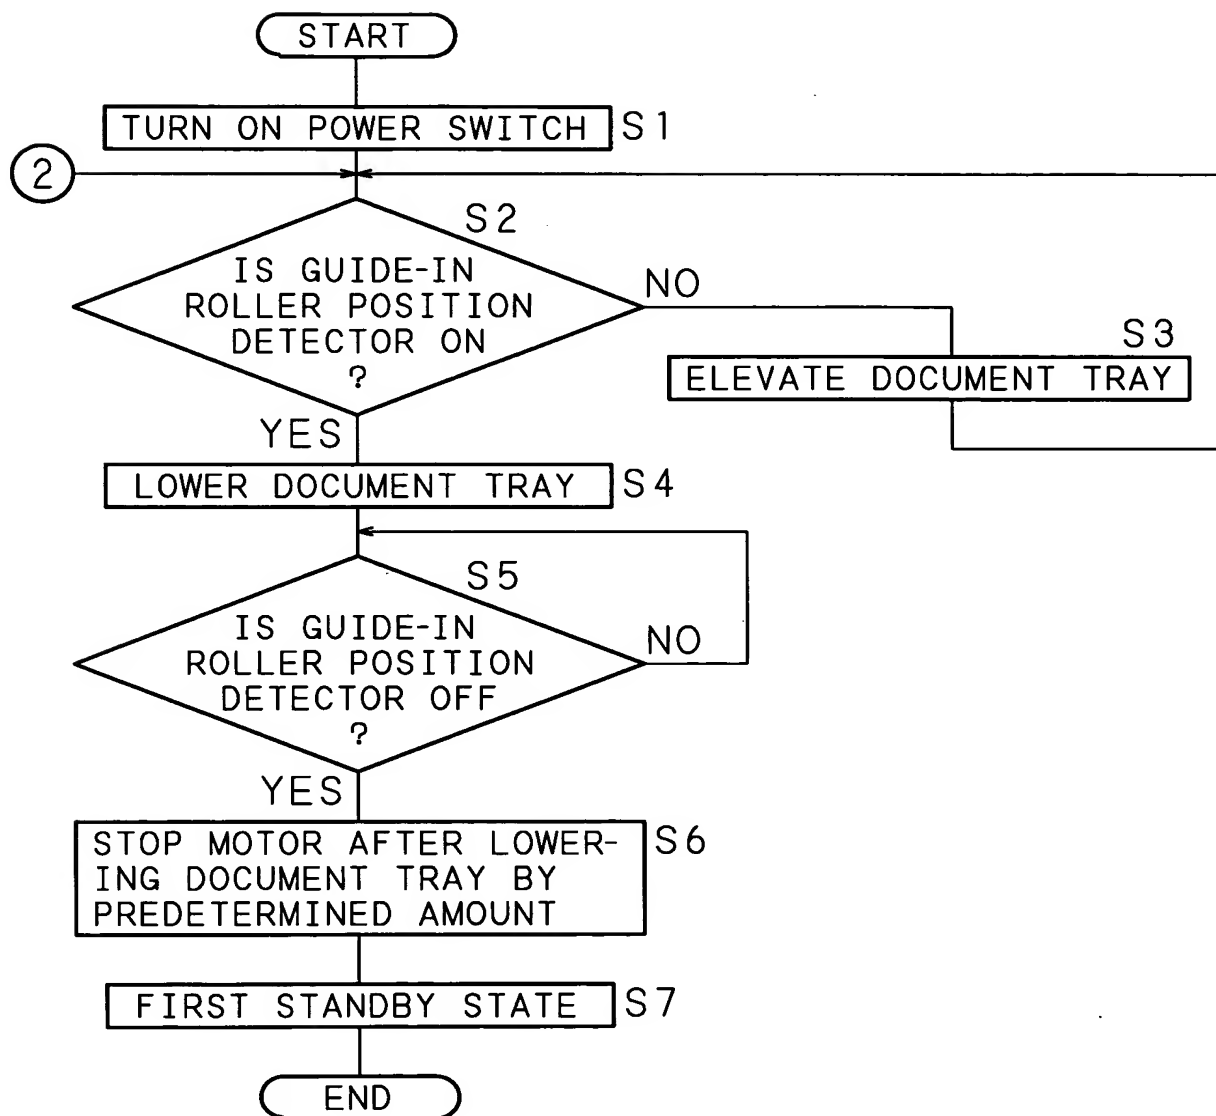 START
TURN ON POWER SWITCH
S1
2
S2
IS GUIDE-IN
ROLLER POSITION
DETECTOR ON
?
NO
S3
ELEVATE DOCUMENT TRAY
YES
LOWER DOCUMENT TRAY
S4
S5
IS GUIDE-IN
ROLLER POSITION
DETECTOR OFF
?
NO
YES
STOP MOTOR AFTER LOWER-
ING DOCUMENT TRAY BY
PREDETERMINED AMOUNT
S6
FIRST STANDBY STATE
S7
END